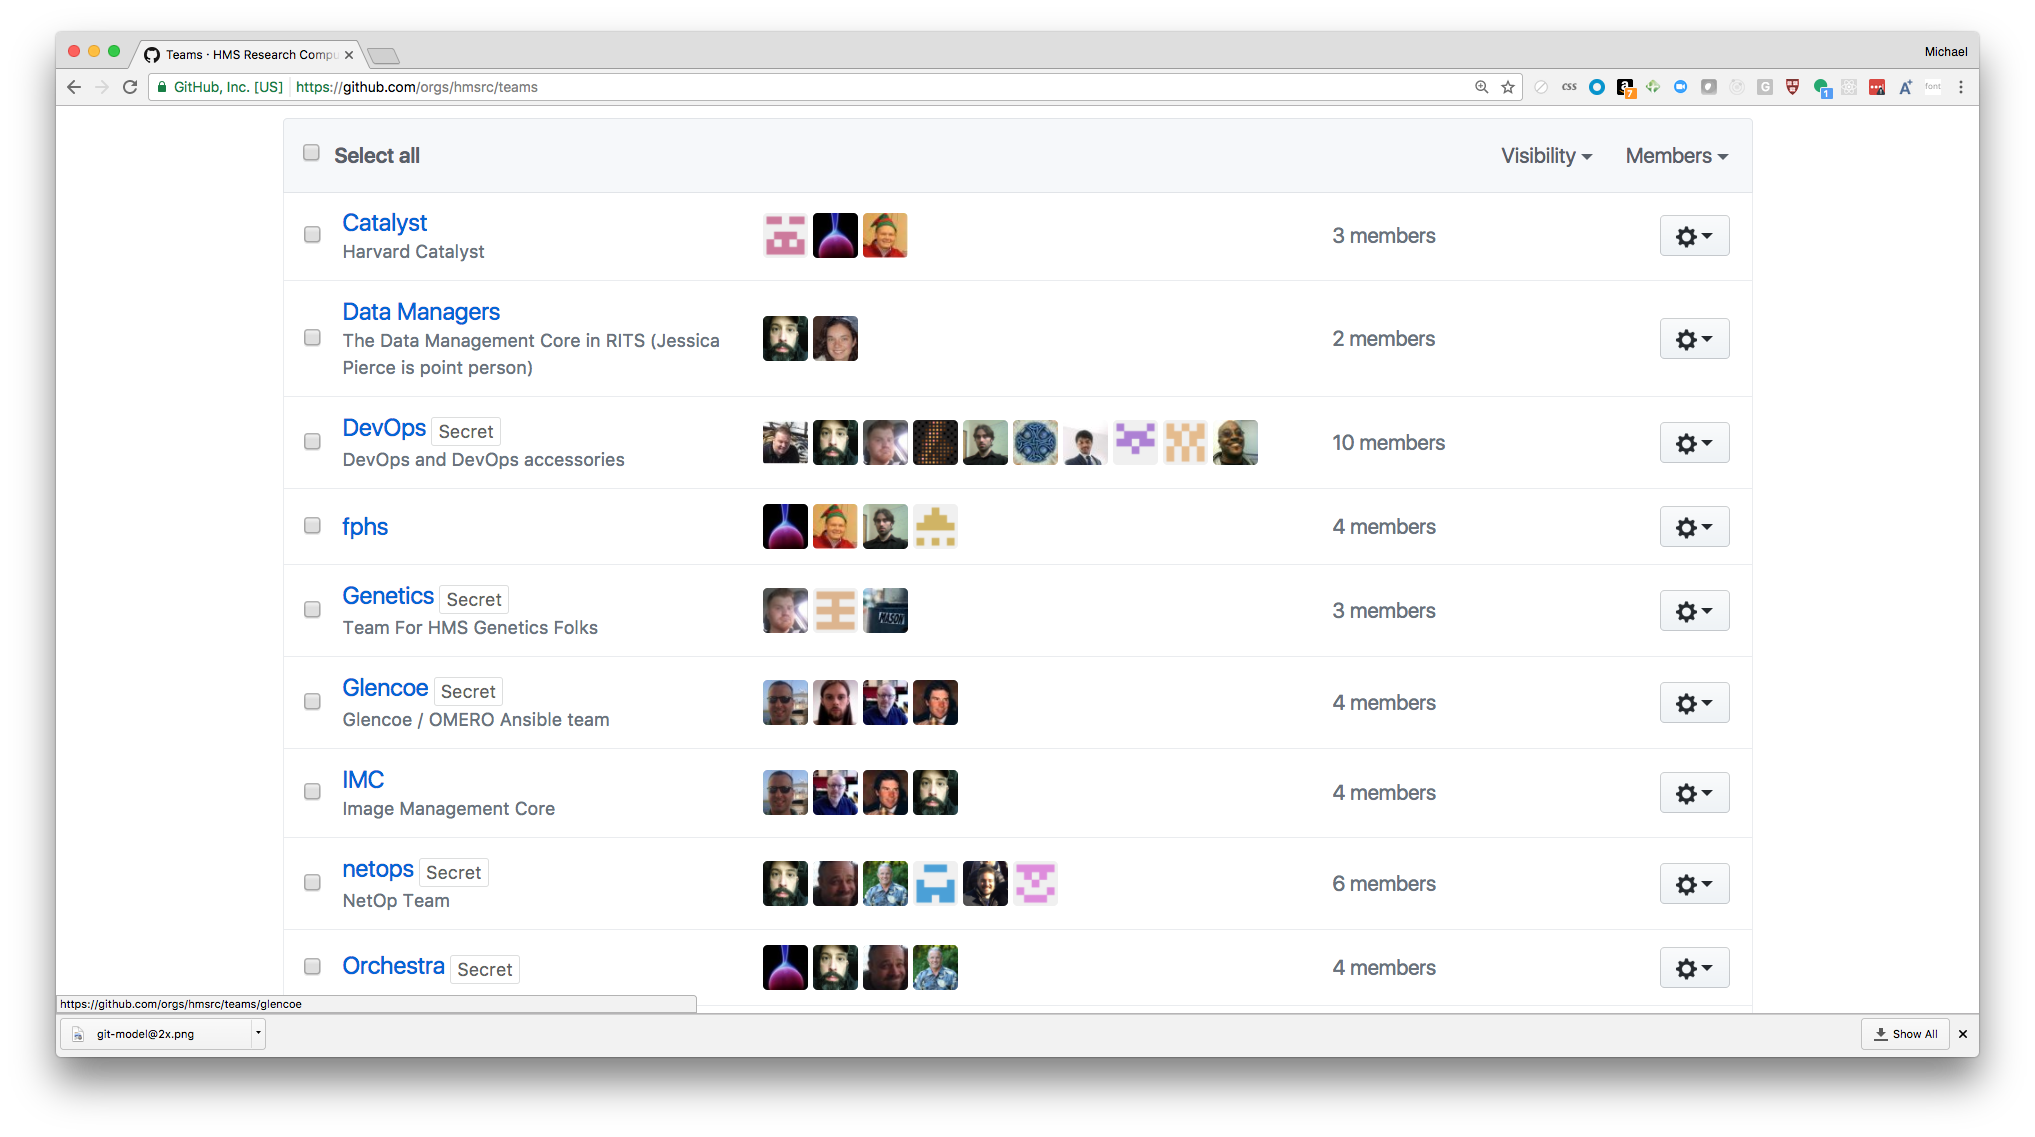 Teams · HMS Research Compu
Michael
GitHub, Inc. [US] https://github.com/orgs/hmsrc/teams
css
7
G
1
A
font
Select all
Visibility
Members
Catalyst
Harvard Catalyst
3 members
Data Managers
The Data Management Core in RITS (Jessica
Pierce is point person)
2 members
DevOps Secret
DevOps and DevOps accessories
10 members
fphs
4 members
Genetics Secret
Team For HMS Genetics Folks
MASON
3 members
Glencoe Secret
Glencoe / OMERO Ansible team
4 members
IMC
Image Management Core
4 members
netops Secret
NetOp Team
6 members
Orchestra Secret
4 members
https://github.com/orgs/hmsrc/teams/glencoe
git-model@2x.png
Show All